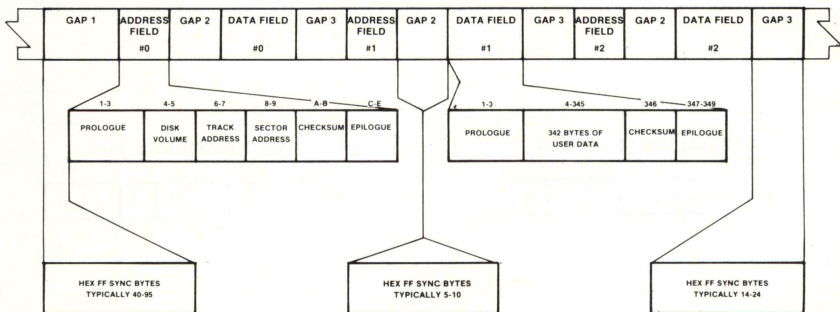 GAP 1
ADDRESS
FIELD
#0
GAP 2
DATA FIELD
#0
GAP 3
ADDRESS
FIELD
#1
GAP 2
DATA FIELD
#1
GAP 3
ADDRESS
FIELD
#2
GAP 2
DATA FIELD
#2
GAP 3
1-3
4-5
6-7
8-9
A-B
C-E
PROLOGUE
DISK
VOLUME
TRACK
ADDRESS
SECTOR
ADDRESS
CHECKSUM
EPILOGUE
1-3
4-345
346
347-349
PROLOGUE
342 BYTES OF
USER DATA
CHECKSUM
EPILOGUE
HEX FF SYNC BYTES
TYPICALLY 40-95
HEX FF SYNC BYTES
TYPICALLY 5-10
HEX FF SYNC BYTES
TYPICALLY 14-24